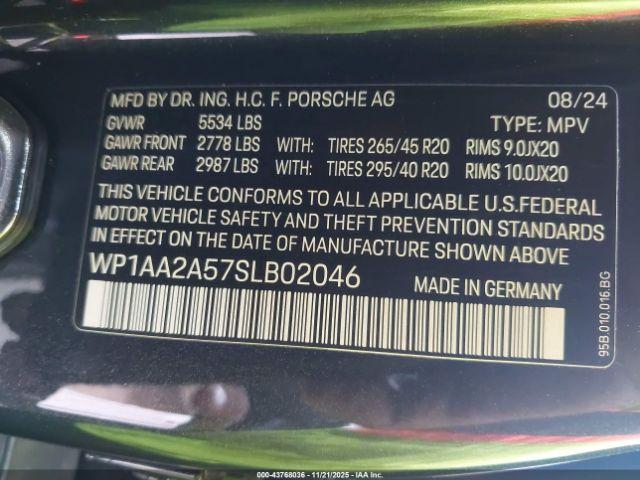 MFD BY DR. ING. H.C. F. PORSCHE AG 08/24
GVWR 5534 LBS TYPE: MPV
GAWR FRONT 2778 LBS WITH: TIRES 265/45 R20 RIMS 9.0JX20
GAWR REAR 2987 LBS WITH: TIRES 295/40 R20 RIMS 10.0JX20
THIS VEHICLE CONFORMS TO ALL APPLICABLE U.S.FEDERAL
MOTOR VEHICLE SAFETY AND THEFT PREVENTION STANDARDS
IN EFFECT ON THE DATE OF MANUFACTURE SHOWN ABOVE
WP1AA2A57SLB02046 MADE IN GERMANY
95B.010.016.BG
000-43768036 - 11/21/2025 - IAA Inc.